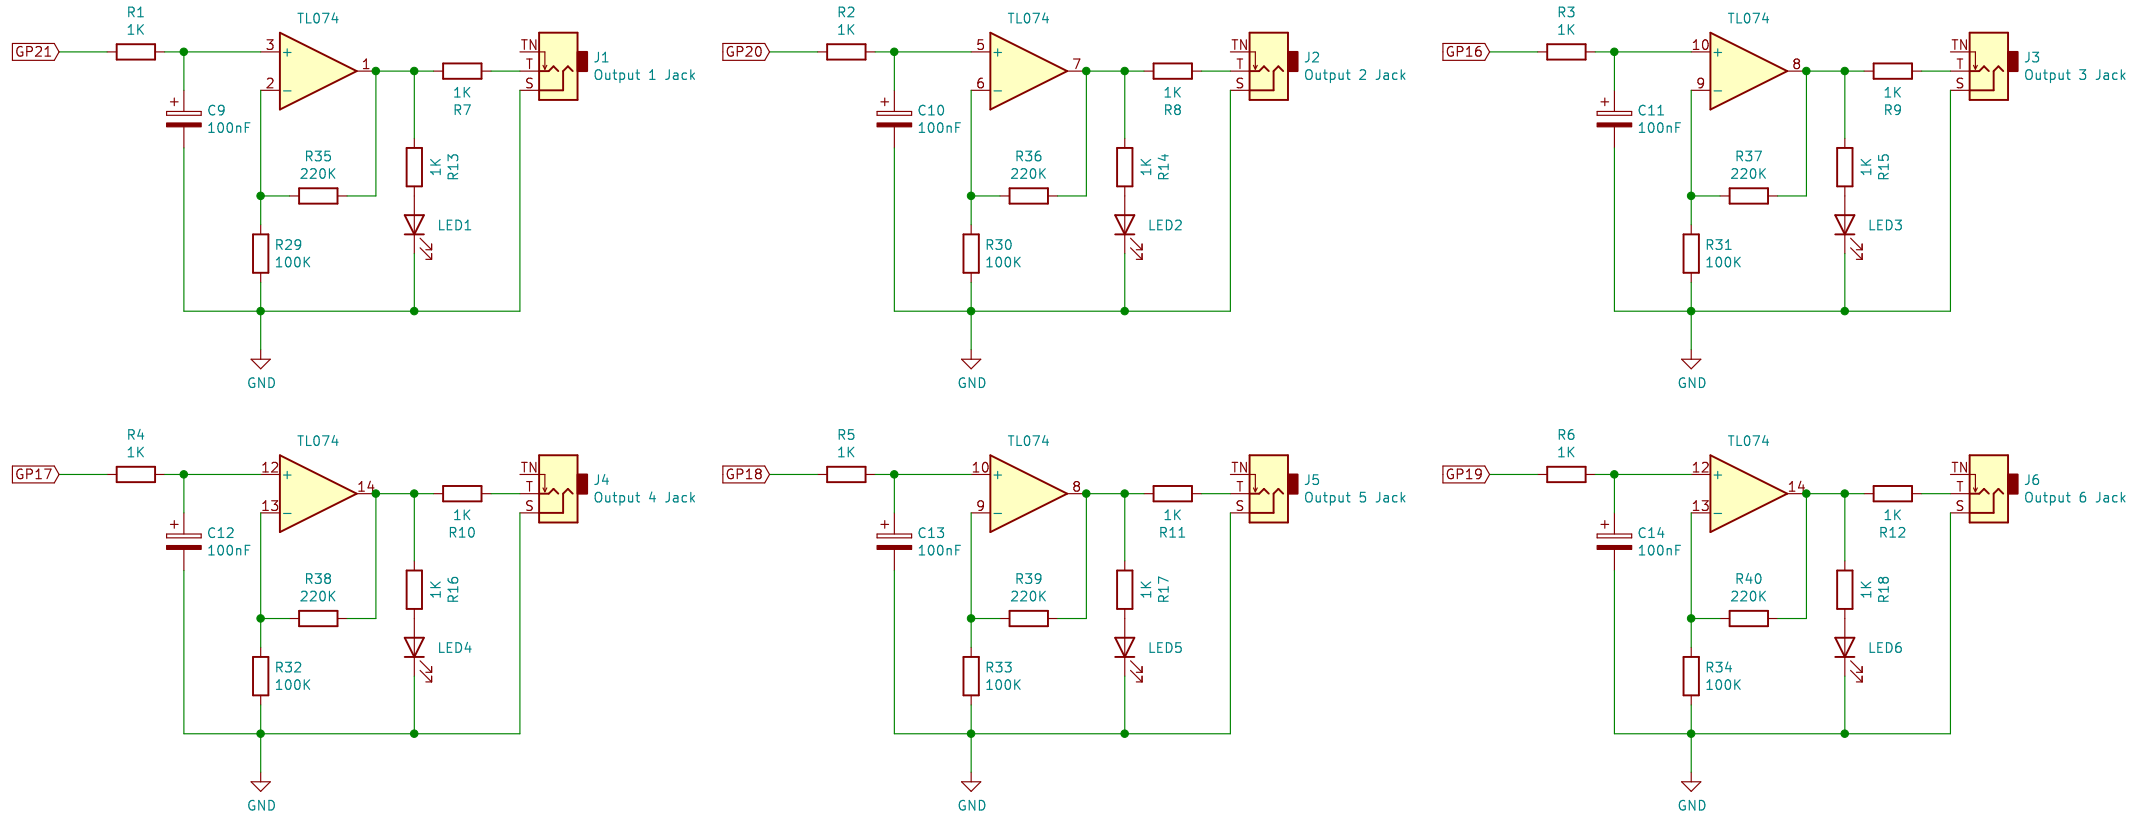 R1
1K
TL074
GP21
3
+
2
−
1
TN
T
S
J1
Output 1 Jack
1K
R7
+
C9
100nF
R35
220K
1K
R13
LED1
R29
100K
GND
R2
1K
TL074
GP20
5
+
6
−
7
TN
T
S
J2
Output 2 Jack
1K
R8
+
C10
100nF
R36
220K
1K
R14
LED2
R30
100K
GND
R3
1K
TL074
GP16
10
+
9
−
8
TN
T
S
J3
Output 3 Jack
1K
R9
+
C11
100nF
R37
220K
1K
R15
LED3
R31
100K
GND
R4
1K
TL074
GP17
12
+
13
−
14
TN
T
S
J4
Output 4 Jack
1K
R10
+
C12
100nF
R38
220K
1K
R16
LED4
R32
100K
GND
R5
1K
TL074
GP18
10
+
9
−
8
TN
T
S
J5
Output 5 Jack
1K
R11
+
C13
100nF
R39
220K
1K
R17
LED5
R33
100K
GND
R6
1K
TL074
GP19
12
+
13
−
14
TN
T
S
J6
Output 6 Jack
1K
R12
+
C14
100nF
R40
220K
1K
R18
LED6
R34
100K
GND